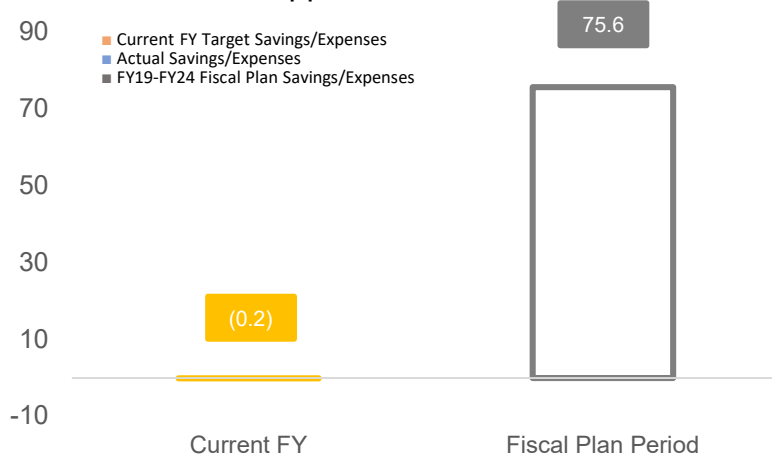 90
70
50
30
10
-10
Current FY Target Savings/Expenses
Actual Savings/Expenses
FY19-FY24 Fiscal Plan Savings/Expenses
75.6
(0.2)
Current FY
Fiscal Plan Period